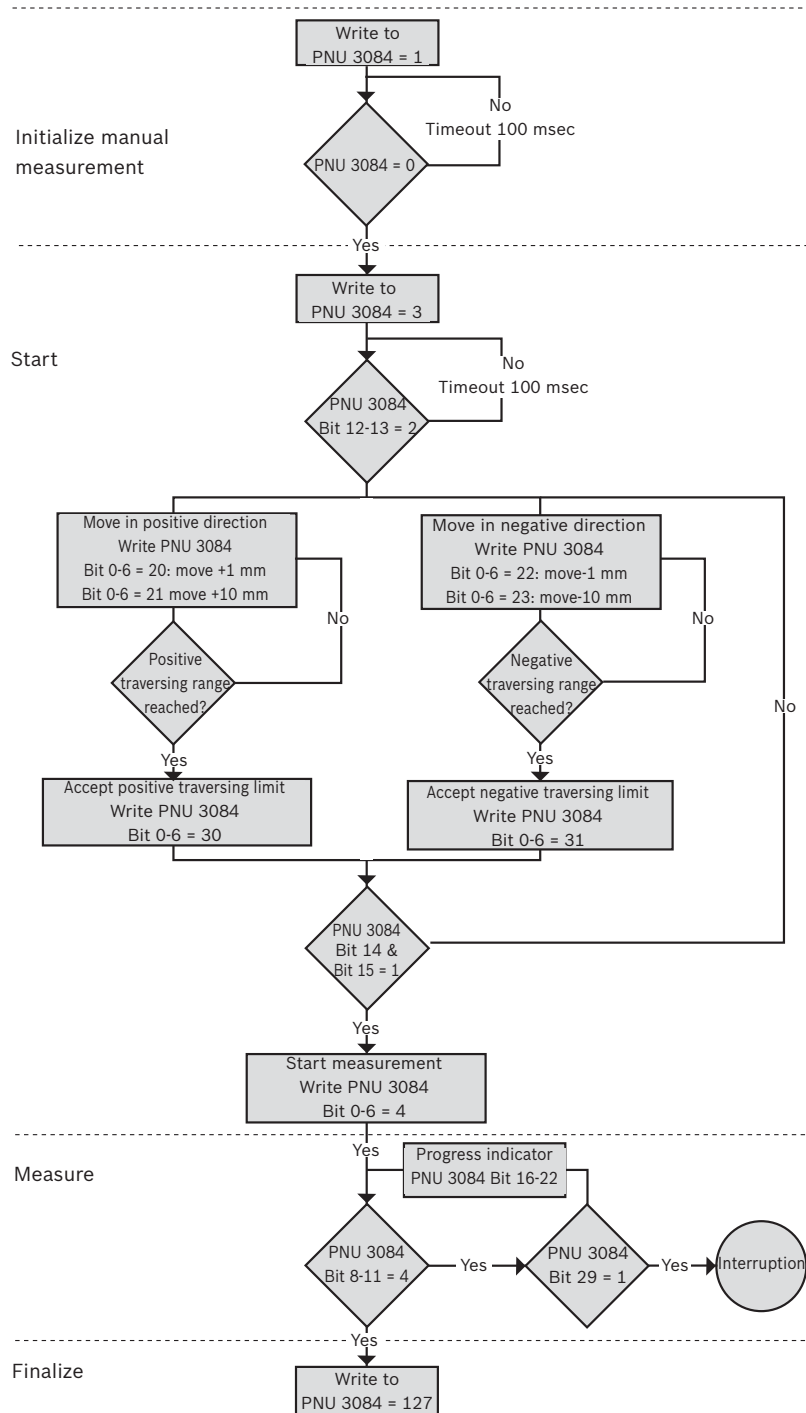 Write to
PNU 3084 = 1
No
Timeout 100 msec
Initialize manual
measurement
PNU 3084 = 0
Yes
Write to
PNU 3084 = 3
Start
No
Timeout 100 msec
PNU 3084
Bit 12-13 = 2
Move in positive direction
Write PNU 3084
Bit 0-6 = 20: move +1 mm
Bit 0-6 = 21 move +10 mm
No
Positive
traversing range
reached?
Yes
Accept positive traversing limit
Write PNU 3084
Bit 0-6 = 30
Move in negative direction
Write PNU 3084
Bit 0-6 = 22: move-1 mm
Bit 0-6 = 23: move-10 mm
No
Negative
traversing range
reached?
Yes
Accept negative traversing limit
Write PNU 3084
Bit 0-6 = 31
No
PNU 3084
Bit 14 &
Bit 15 = 1
Yes
Start measurement
Write PNU 3084
Bit 0-6 = 4
Yes
Measure
Progress indicator
PNU 3084 Bit 16-22
PNU 3084
Bit 8-11 = 4
Yes
PNU 3084
Bit 29 = 1
Yes
Interruption
Yes
Finalize
Write to
PNU 3084 = 127